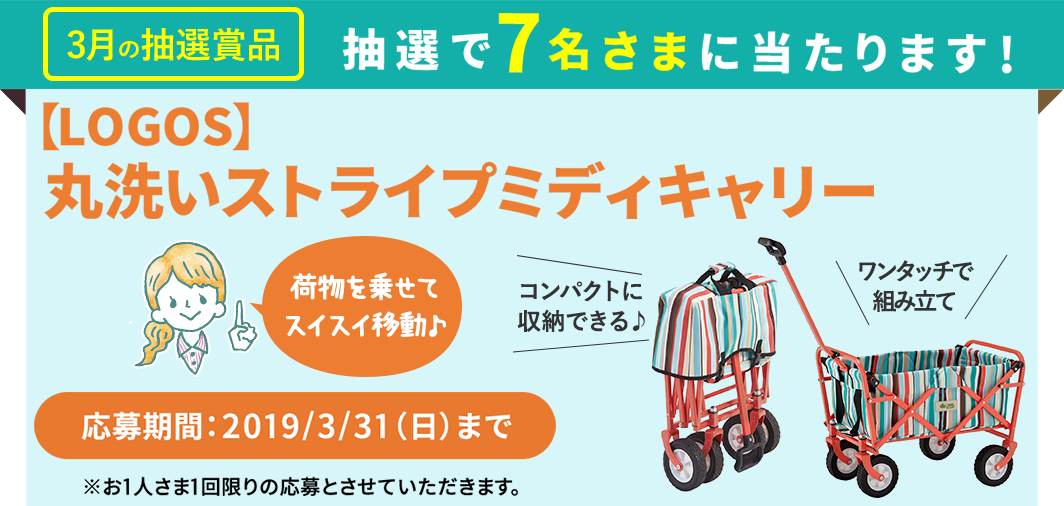 3月の抽選賞品
抽選で7名さまに当たります!
【LOGOS】
丸洗いストライプミディキャリー
荷物を乗せて
スイスイ移動♪
コンパクトに
収納できる♪
ワンタッチで
組み立て
応募期間：2019/3/31（日）まで
※お1人さま1回限りの応募とさせていただきます。